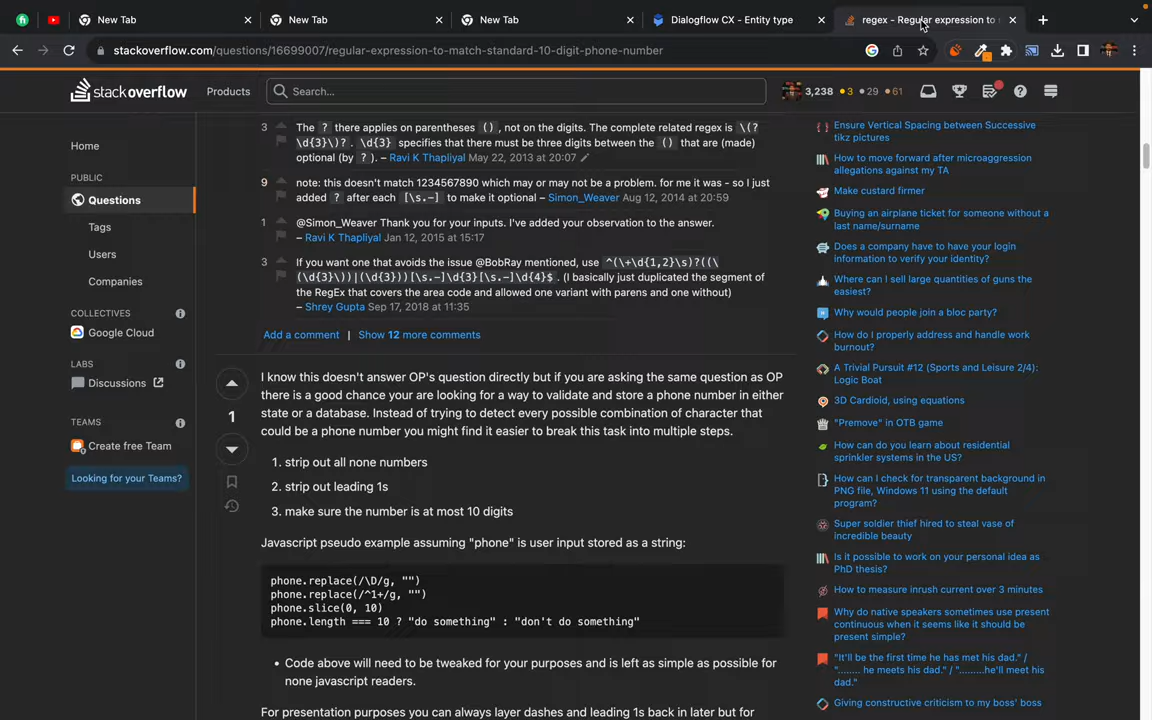 New Tab
New Tab
New Tab
Dialogflow CX - Entity type
regex - Regular expression to
stackoverflow.com/questions/16699007/regular-expression-to-match-standard-10-digit-phone-number
stackoverflow
Products
Search...
3,238
3
29
61
Home
PUBLIC
Questions
Tags
Users
Companies
COLLECTIVES
Google Cloud
LABS
Discussions
TEAMS
Create free Team
Looking for your Teams?
3 The ? there applies on parentheses (), not on the digits. The complete related regex is \(?
\d{3}\)?. \d{3} specifies that there must be three digits between the () that are (made)
optional (by ?). – Ravi K Thapliyal May 22, 2013 at 20:07
9 note: this doesn't match 1234567890 which may or may not be a problem. for me it was - so I just
added ? after each [\s.-] to make it optional – Simon_Weaver Aug 12, 2014 at 20:59
1 @Simon_Weaver Thank you for your inputs. I've added your observation to the answer.
– Ravi K Thapliyal Jan 12, 2015 at 15:17
3 If you want one that avoids the issue @BobRay mentioned, use ^(\+\d{1,2}\s)?((\
(\d{3}\))|(\d{3}))[\s.-]\d{3}[\s.-]\d{4}$. (I basically just duplicated the segment of
the RegEx that covers the area code and allowed one variant with parens and one without)
– Shrey Gupta Sep 17, 2018 at 11:35
Add a comment | Show 12 more comments
1
I know this doesn't answer OP's question directly but if you are asking the same question as OP
there is a good chance your are looking for a way to validate and store a phone number in either
state or a database. Instead of trying to detect every possible combination of character that
could be a phone number you might find it easier to break this task into multiple steps.
1. strip out all none numbers
2. strip out leading 1s
3. make sure the number is at most 10 digits
Javascript pseudo example assuming "phone" is user input stored as a string:
phone.replace(/\D/g, "")
phone.replace(/^1+/g, "")
phone.slice(0, 10)
phone.length === 10 ? "do something" : "don't do something"
• Code above will need to be tweaked for your purposes and is left as simple as possible for
none javascript readers.
For presentation purposes you can always layer dashes and leading 1s back in later but for
Ensure Vertical Spacing between Successive
tikz pictures
How to move forward after microaggression
allegations against my TA
Make custard firmer
Buying an airplane ticket for someone without a
last name/surname
Does a company have to have your login
information to verify your identity?
Where can I sell large quantities of guns the
easiest?
Why would people join a bloc party?
How do I properly address and handle work
burnout?
A Trivial Pursuit #12 (Sports and Leisure 2/4):
Logic Boat
3D Cardioid, using equations
"Premove" in OTB game
How can do you learn about residential
sprinkler systems in the US?
How can I check for transparent background in
PNG file, Windows 11 using the default
program?
Super soldier thief hired to steal vase of
incredible beauty
Is it possible to work on your personal idea as
PhD thesis?
How to measure inrush current over 3 minutes
Why do native speakers sometimes use present
continuous when it seems like it should be
present simple?
"It'll be the first time he has met his dad." /
"........ he meets his dad." / ".........he'll meet his
dad."
Giving constructive criticism to my boss' boss